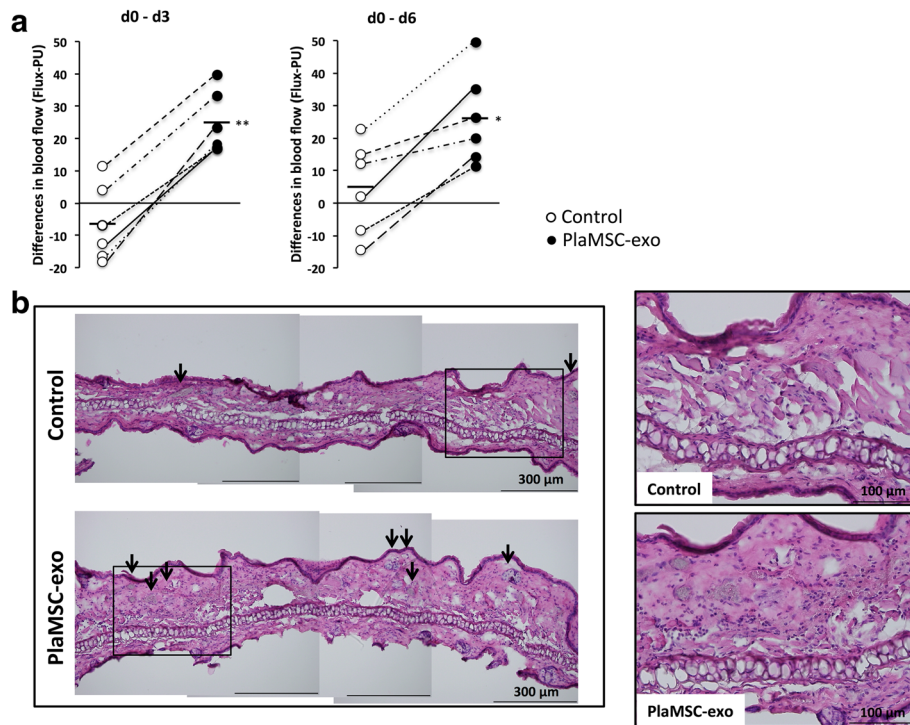 a
d0 - d3
d0 - d6
Differences in blood flow (Flux-PU)
50
40
30
20
10
0
-10
-20
**
Differences in blood flow (Flux-PU)
50
40
30
20
10
0
-10
-20
*
Control
PlaMSC-exo
b
Control
300 μm
PlaMSC-exo
300 μm
Control
100 μm
PlaMSC-exo
100 μm